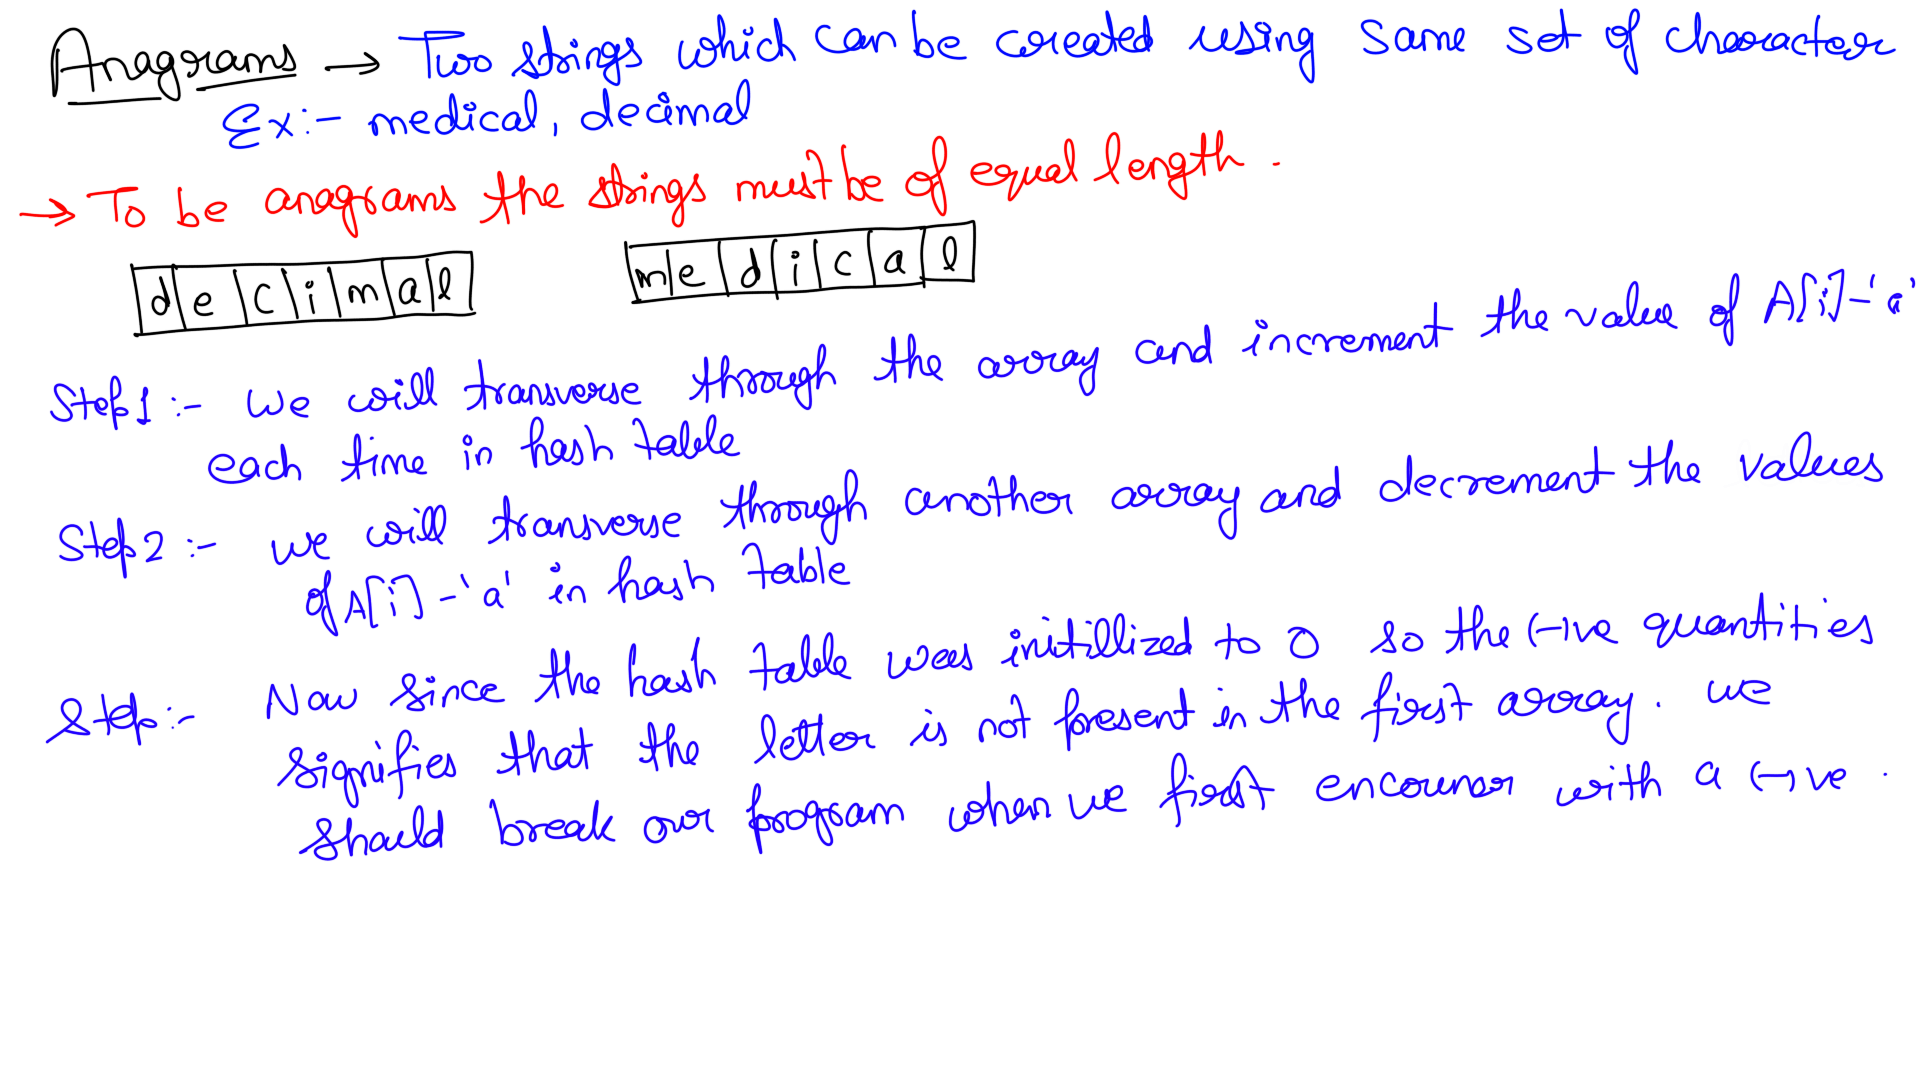 Anagrams → Two strings which can be created using same set of character
Ex:- medical, decimal
→ To be anagrams the strings must be of equal length.
d e c i m a l   m e d i c a l
Step 1 :- We will transverse through the array and increment the value of A[i]-'a'
each time in hash table
Step 2 :- we will transverse through another array and decrement the values
of A[i]-'a' in hash table
Step:- Now since the hash table was initillized to 0 so the (-)ve quantities
signifies that the letter is not present in the first array. we
should break our program when we first encouner with a (-)ve.